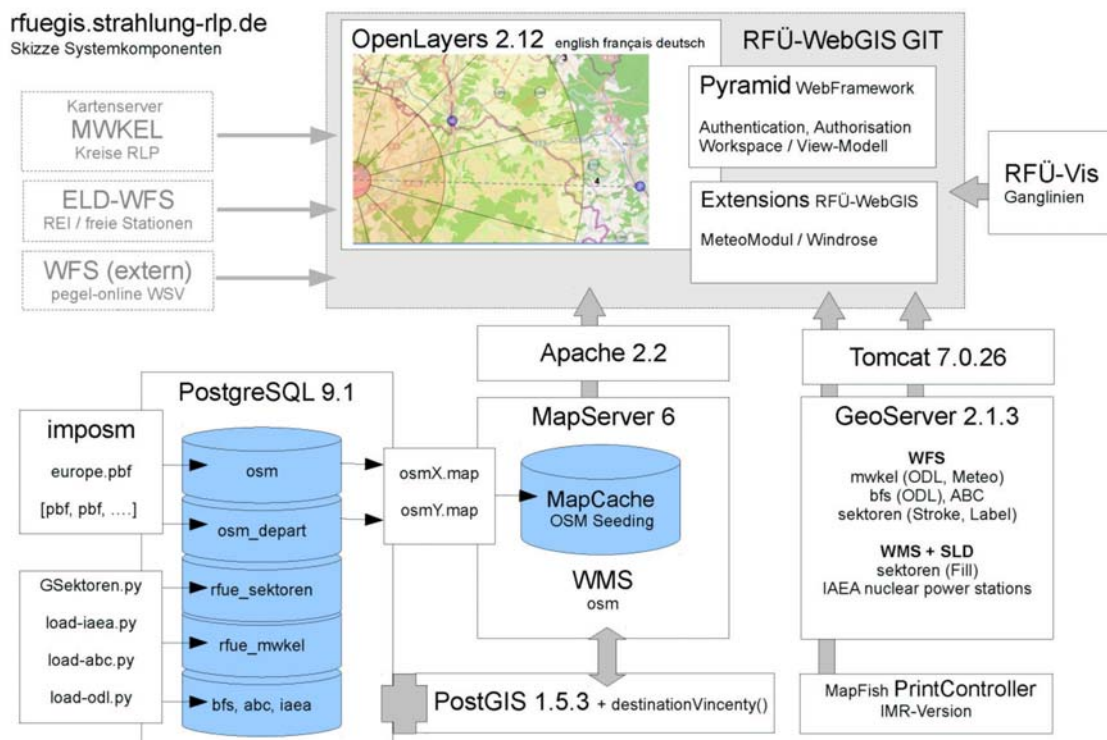 rfuegis.strahlung-rlp.de
Skizze Systemkomponenten
Kartenserver
MWKEL
Kreise RLP
ELD-WFS
REI / freie Stationen
WFS (extern)
pegel-online WSV
OpenLayers 2.12 english français deutsch
3
4
RFÜ-WebGIS GIT
Pyramid WebFramework
Authentication, Authorisation
Workspace / View-Modell
Extensions RFÜ-WebGIS
MeteoModul / Windrose
RFÜ-Vis
Ganglinien
Apache 2.2
Tomcat 7.0.26
PostgreSQL 9.1
imposm
europe.pbf
[pbf, pbf, ....]
GSektoren.py
load-iaea.py
load-abc.py
load-odl.py
osm
osm_depart
rfue_sektoren
rfue_mwkel
bfs, abc, iaea
osmX.map
osmY.map
MapServer 6
MapCache
OSM Seeding
WMS
osm
PostGIS 1.5.3 + destinationVincenty()
GeoServer 2.1.3
WFS
mwkel (ODL, Meteo)
bfs (ODL), ABC
sektoren (Stroke, Label)
WMS + SLD
sektoren (Fill)
IAEA nuclear power stations
MapFish PrintController
IMR-Version